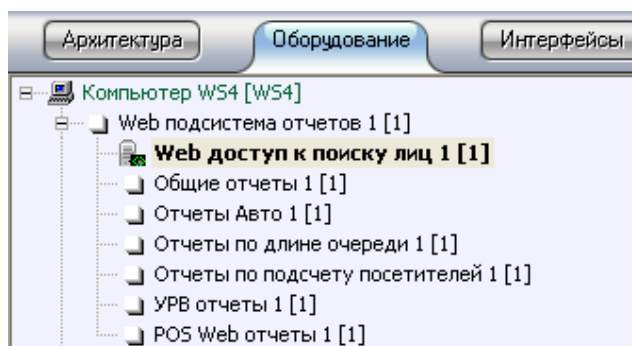 Архитектура Оборудование Интерфейсы
Компьютер WS4 [WS4]
Web подсистема отчетов 1 [1]
Web доступ к поиску лиц 1 [1]
Общие отчеты 1 [1]
Отчеты Авто 1 [1]
Отчеты по длине очереди 1 [1]
Отчеты по подсчету посетителей 1 [1]
УРВ отчеты 1 [1]
POS Web отчеты 1 [1]